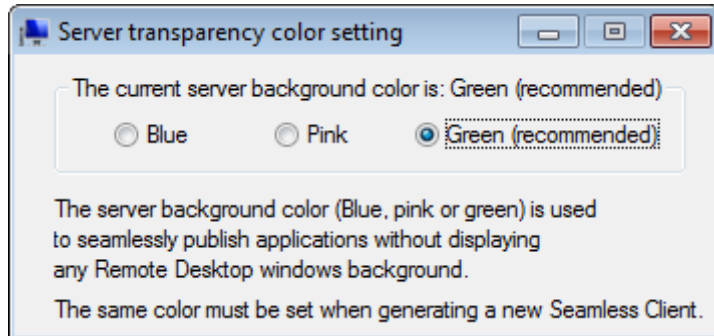 Server transparency color setting
The current server background color is: Green (recommended)
Blue Pink Green (recommended)
The server background color (Blue, pink or green) is used
to seamlessly publish applications without displaying
any Remote Desktop windows background.
The same color must be set when generating a new Seamless Client.